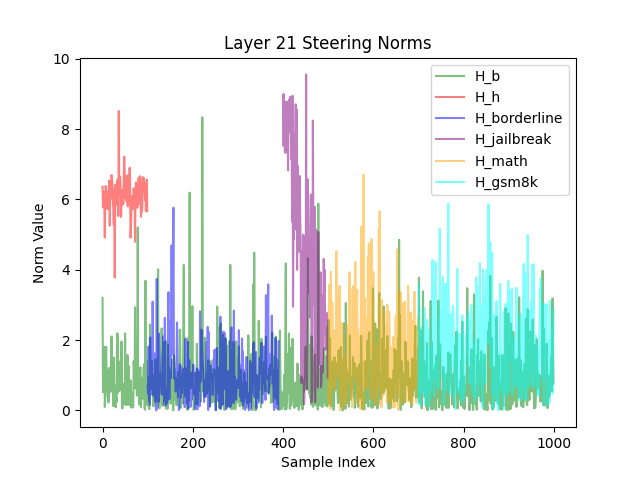 Layer 21 Steering Norms
Norm Value
10
8
6
4
2
0
H_b
H_h
H_borderline
H_jailbreak
H_math
H_gsm8k
0 200 400 600 800 1000
Sample Index